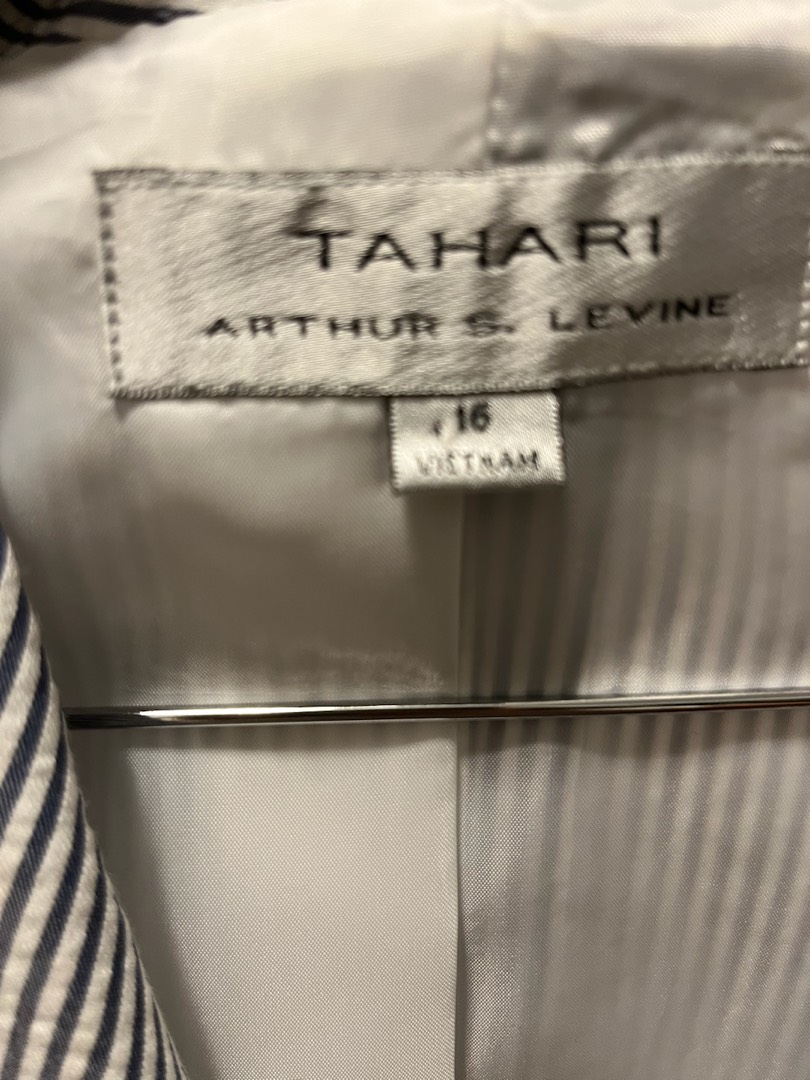 TAHARI
ARTHUR S. LEVINE
16
VIETNAM